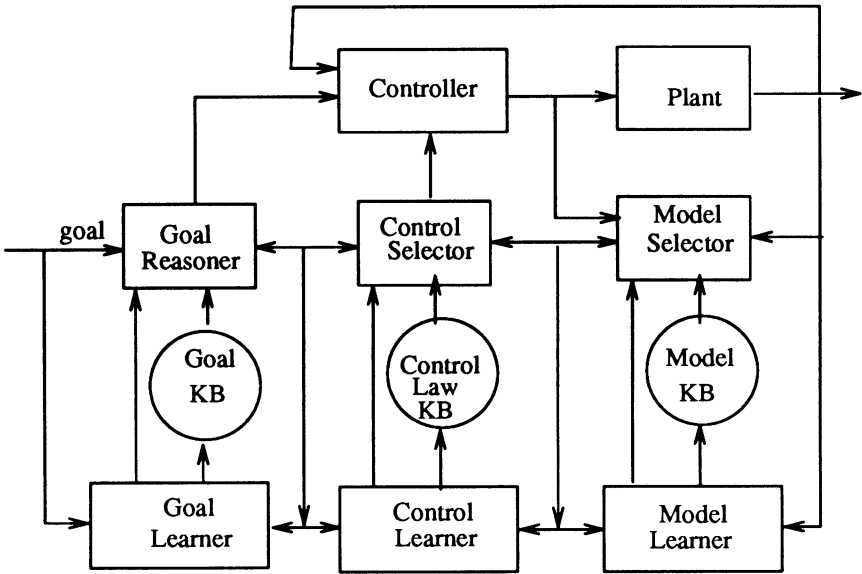 Controller
Plant
goal
Goal
Reasoner
Control
Selector
Model
Selector
Goal
KB
Control
Law
KB
Model
KB
Goal
Learner
Control
Learner
Model
Learner